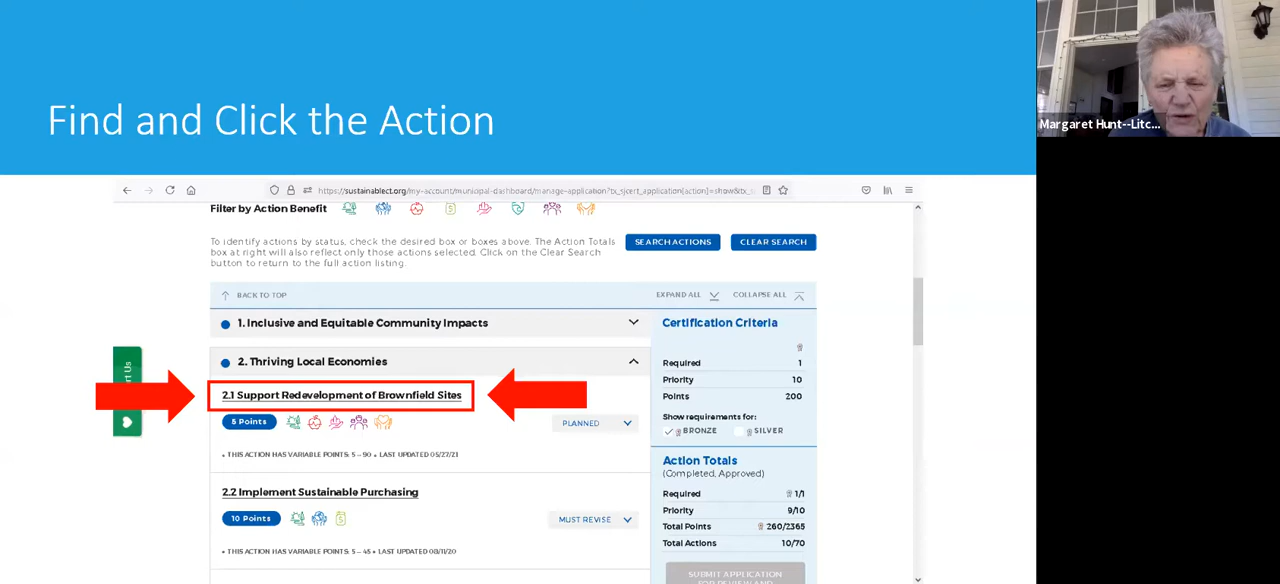 Find and Click the Action
Margaret Hunt--Litc...
https://sustainablect.org/my-account/municipal-dashboard/manage-application?tx_sjcert_application[action]=show&tx_s
Filter by Action Benefit
To identify actions by status, check the desired box or boxes above. The Action Totals
box at right will also reflect only those actions selected. Click on the Clear Search
button to return to the full action listing.
SEARCH ACTIONS
CLEAR SEARCH
BACK TO TOP
EXPAND ALL
COLLAPSE ALL
1. Inclusive and Equitable Community Impacts
2. Thriving Local Economies
2.1 Support Redevelopment of Brownfield Sites
5 Points
PLANNED
• THIS ACTION HAS VARIABLE POINTS: 5 – 90 • LAST UPDATED 05/27/21
2.2 Implement Sustainable Purchasing
10 Points
MUST REVISE
• THIS ACTION HAS VARIABLE POINTS: 5 – 45 • LAST UPDATED 08/11/20
Certification Criteria
Required 1
Priority 10
Points 200
Show requirements for:
BRONZE SILVER
Action Totals
(Completed, Approved)
Required 1/1
Priority 9/10
Total Points 260/2365
Total Actions 10/70
SUBMIT APPLICATION
FOR REVIEW AND
Us